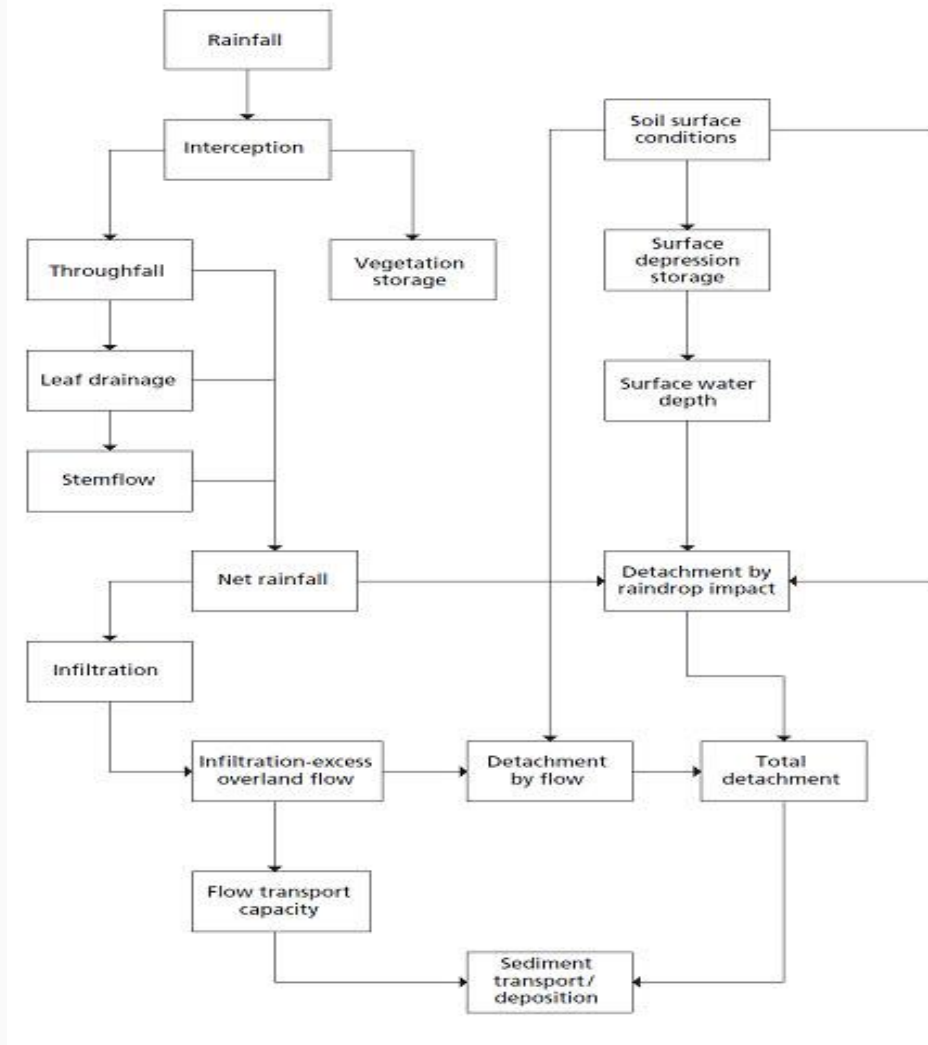 Rainfall
Interception
Soil surface
conditions
Throughfall
Vegetation
storage
Surface
depression
storage
Leaf drainage
Surface water
depth
Stemflow
Net rainfall
Detachment by
raindrop impact
Infiltration
Infiltration-excess
overland flow
Detachment
by flow
Total
detachment
Flow transport
capacity
Sediment
transport/
deposition